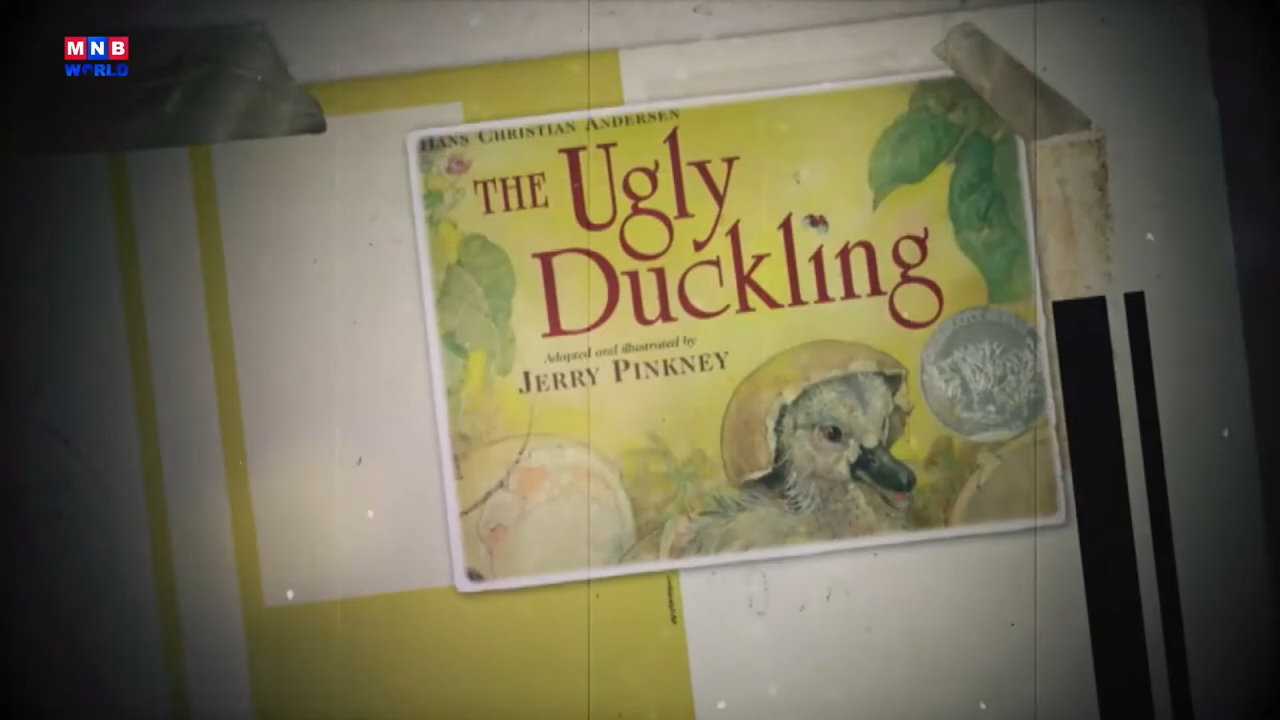 MNB
WORLD
HANS CHRISTIAN ANDERSEN
THE Ugly
Duckling
Adapted and illustrated by
JERRY PINKNEY